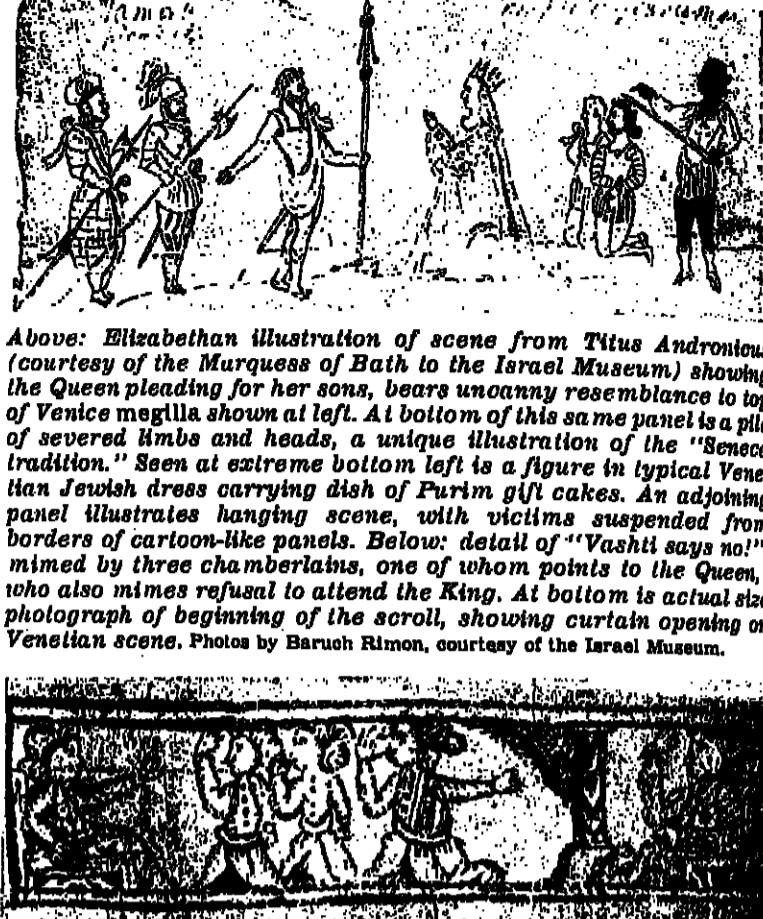 Above: Elizabethan illustration of scene from Titus Andronicus
(courtesy of the Marquess of Bath to the Israel Museum) showing
the Queen pleading for her sons, bears uncanny resemblance to top
of Venice megilla shown at left. At bottom of this same panel is a pile
of severed limbs and heads, a unique illustration of the "Seneca
tradition." Seen at extreme bottom left is a figure in typical Vene-
tian Jewish dress carrying dish of Purim gift cakes. An adjoining
panel illustrates hanging scene, with victims suspended from
borders of cartoon-like panels. Below: detail of "Vashti says no!"
mimed by three chamberlains, one of whom points to the Queen,
who also mimes refusal to attend the King. At bottom is actual size
photograph of beginning of the scroll, showing curtain opening on
Venetian scene. Photos by Baruch Rimon, courtesy of the Israel Museum.